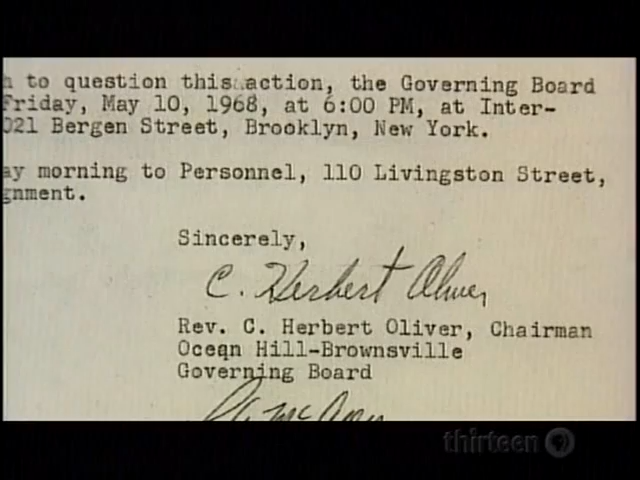 to question this action, the Governing Board
Friday, May 10, 1968, at 6:00 PM, at Inter-
021 Bergen Street, Brooklyn, New York.
ay morning to Personnel, 110 Livingston Street,
gnment.
Sincerely,
C. Herbert Oliver
Rev. C. Herbert Oliver, Chairman
Ocean Hill-Brownsville
Governing Board
thirteen